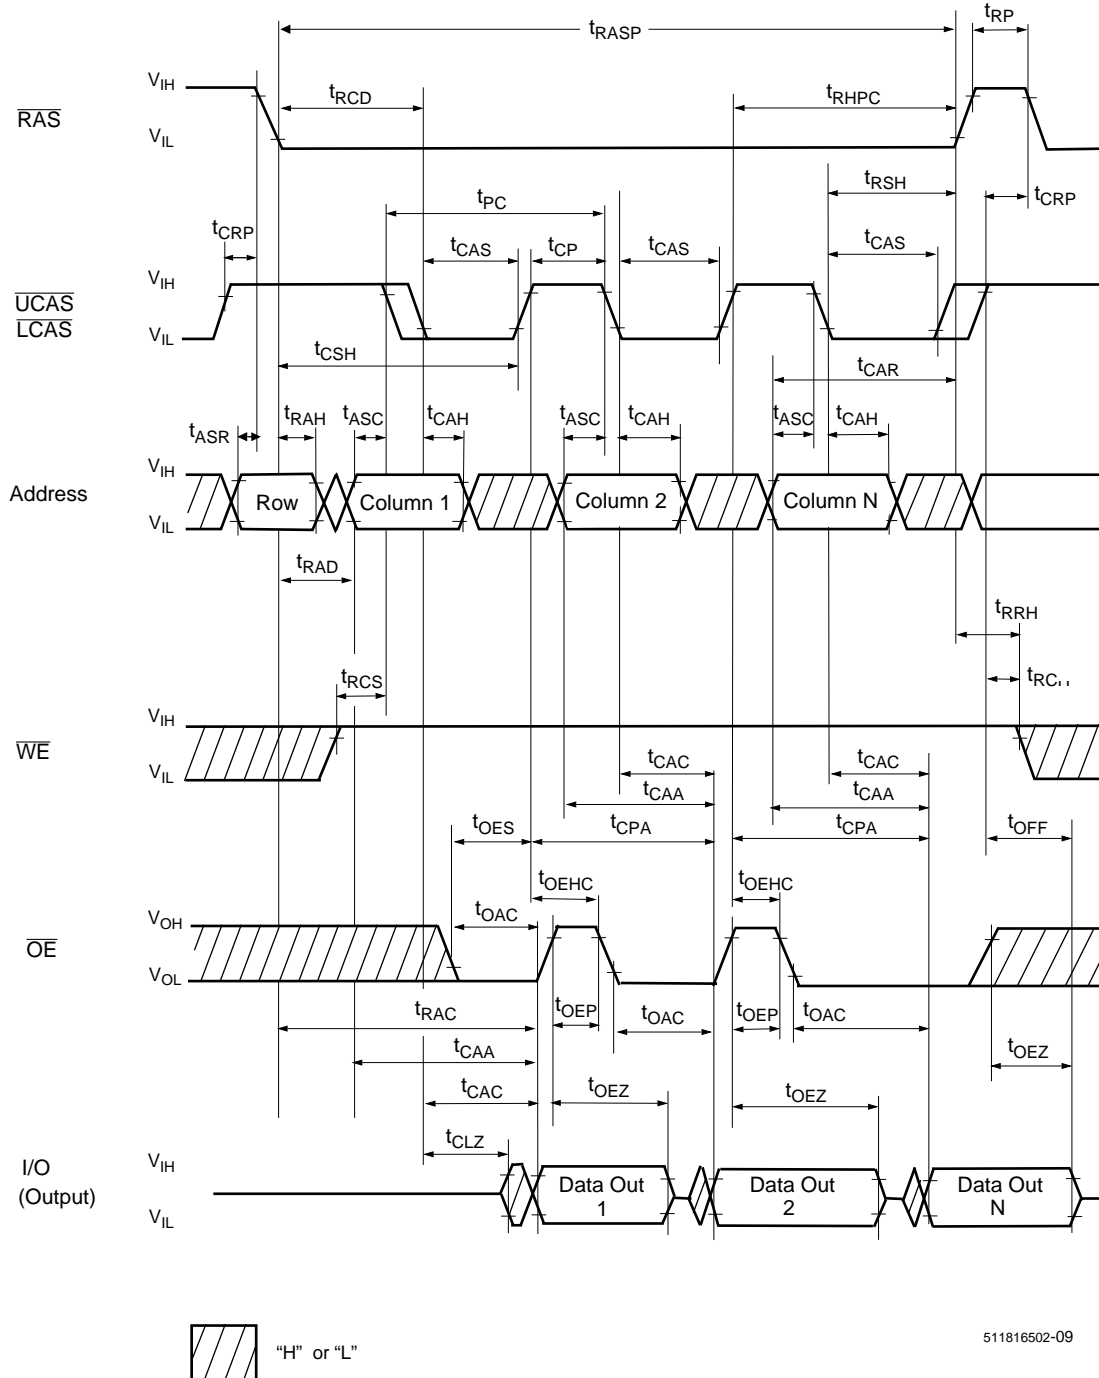 tRP
tRASP
VIH
tRCD
tRHPC
RAS
VIL
tRSH
tPC
tCRP
tCRP
tCAS
tCP
tCAS
tCAS
VIH
UCAS
LCAS
VIL
tCSH
tCAR
tASR
tRAH
tASC
tCAH
tASC
tCAH
tASC
tCAH
VIH
Address
Row
Column 1
Column 2
Column N
VIL
tRAD
tRRH
tRCS
VIH
WE
VIL
tCAC
tCAC
tCAA
tCAA
tOES
tCPA
tCPA
tOFF
tOEHC
tOEHC
VOH
tOAC
OE
VOL
tRAC
tOEP
tOAC
tOEP
tOAC
tOEZ
tCAA
tCAC
tOEZ
tOEZ
tCLZ
I/O
(Output)
VIH
Data Out
1
Data Out
2
Data Out
N
VIL
"H" or "L"
511816502-09